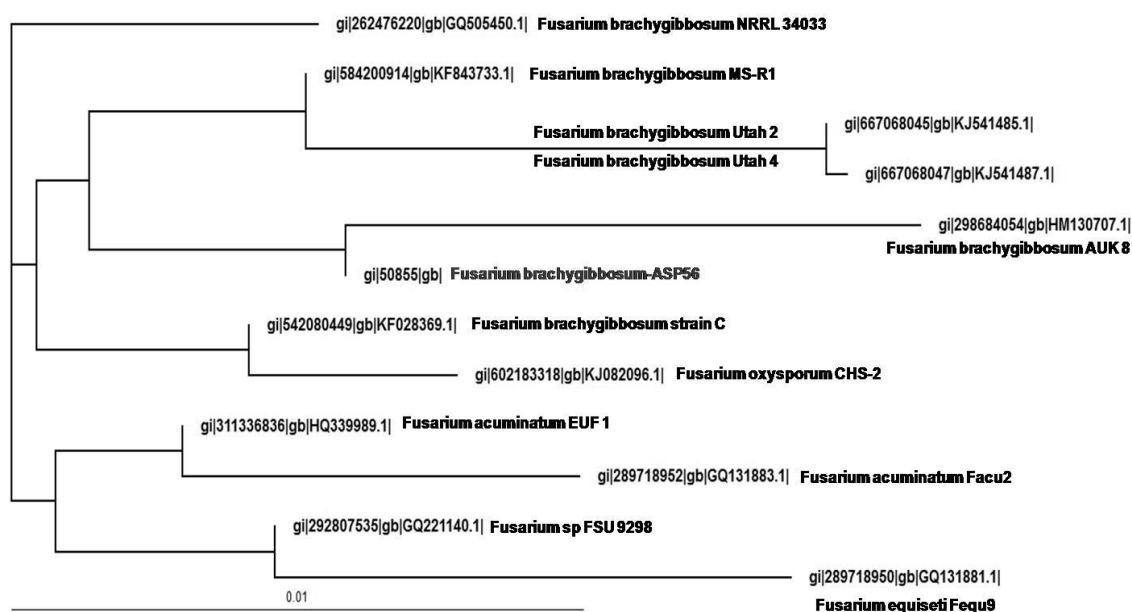 gi|262476220|gb|GQ505450.1| Fusarium brachygibbosum NRRL 34033
gi|584200914|gb|KF843733.1| Fusarium brachygibbosum MS-R1
Fusarium brachygibbosum Utah 2 gi|667068045|gb|KJ541485.1|
Fusarium brachygibbosum Utah 4 gi|667068047|gb|KJ541487.1|
gi|298684054|gb|HM130707.1|
Fusarium brachygibbosum AUK 8
gi|50855|gb| Fusarium brachygibbosum-ASP56
gi|542080449|gb|KF028369.1| Fusarium brachygibbosum strain C
gi|602183318|gb|KJ082096.1| Fusarium oxysporum CHS-2
gi|311336836|gb|HQ339989.1| Fusarium acuminatum EUF 1
gi|289718952|gb|GQ131883.1| Fusarium acuminatum Facu2
gi|292807535|gb|GQ221140.1| Fusarium sp FSU 9298
gi|289718950|gb|GQ131881.1|
0.01
Fusarium equiseti Fequ9